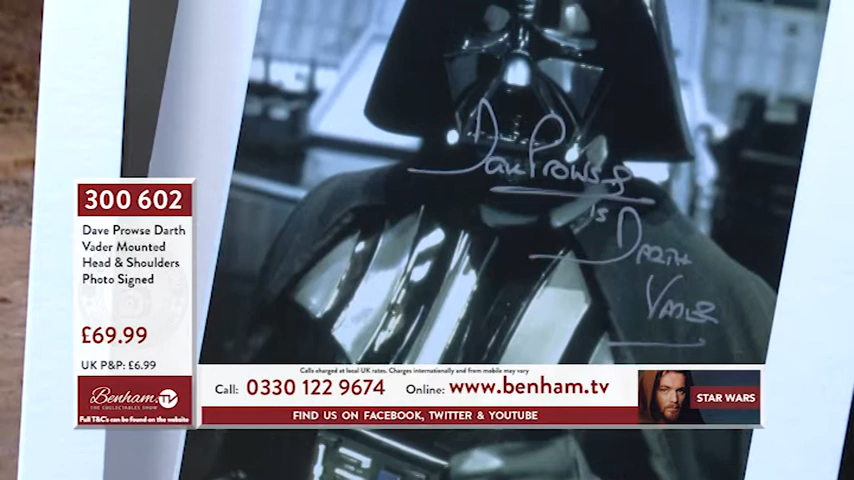 Dave Prowse
is
Darth
Vader
300 602
Dave Prowse Darth
Vader Mounted
Head & Shoulders
Photo Signed
£69.99
UK P&P: £6.99
Benham.TV
THE COLLECTABLES SHOW
Full T&C's can be found on the website
Calls charged at local UK rates. Charges internationally and from mobile may vary
Call: 0330 122 9674 Online: www.benham.tv
FIND US ON FACEBOOK, TWITTER & YOUTUBE
STAR WARS